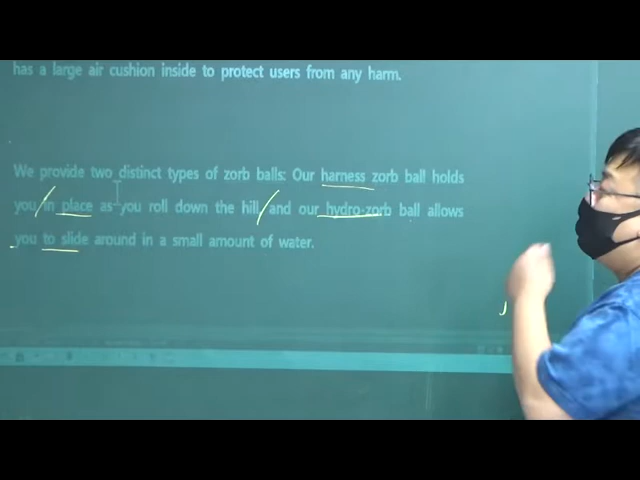 has a large air cushion inside to protect users from any harm.
We provide two distinct types of zorb balls: Our harness zorb ball holds
you in place as you roll down the hill, and our hydro-zorb ball allows
you to slide around in a small amount of water.